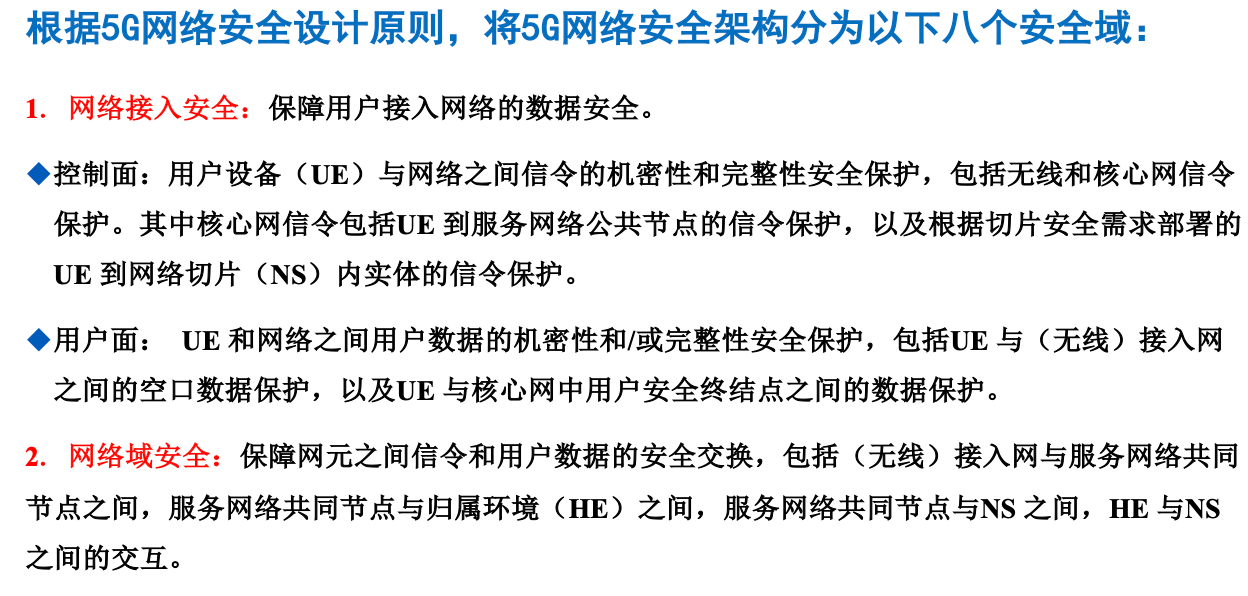 根据5G网络安全设计原则，将5G网络安全架构分为以下八个安全域：
1. 网络接入安全：保障用户接入网络的数据安全。
◆控制面：用户设备（UE）与网络之间信令的机密性和完整性安全保护，包括无线和核心网信令
保护。其中核心网信令包括UE 到服务网络公共节点的信令保护，以及根据切片安全需求部署的
UE 到网络切片（NS）内实体的信令保护。
◆用户面： UE 和网络之间用户数据的机密性和/或完整性安全保护，包括UE 与（无线）接入网
之间的空口数据保护，以及UE 与核心网中用户安全终结点之间的数据保护。
2. 网络域安全：保障网元之间信令和用户数据的安全交换，包括（无线）接入网与服务网络共同
节点之间，服务网络共同节点与归属环境（HE）之间，服务网络共同节点与NS 之间，HE 与NS
之间的交互。